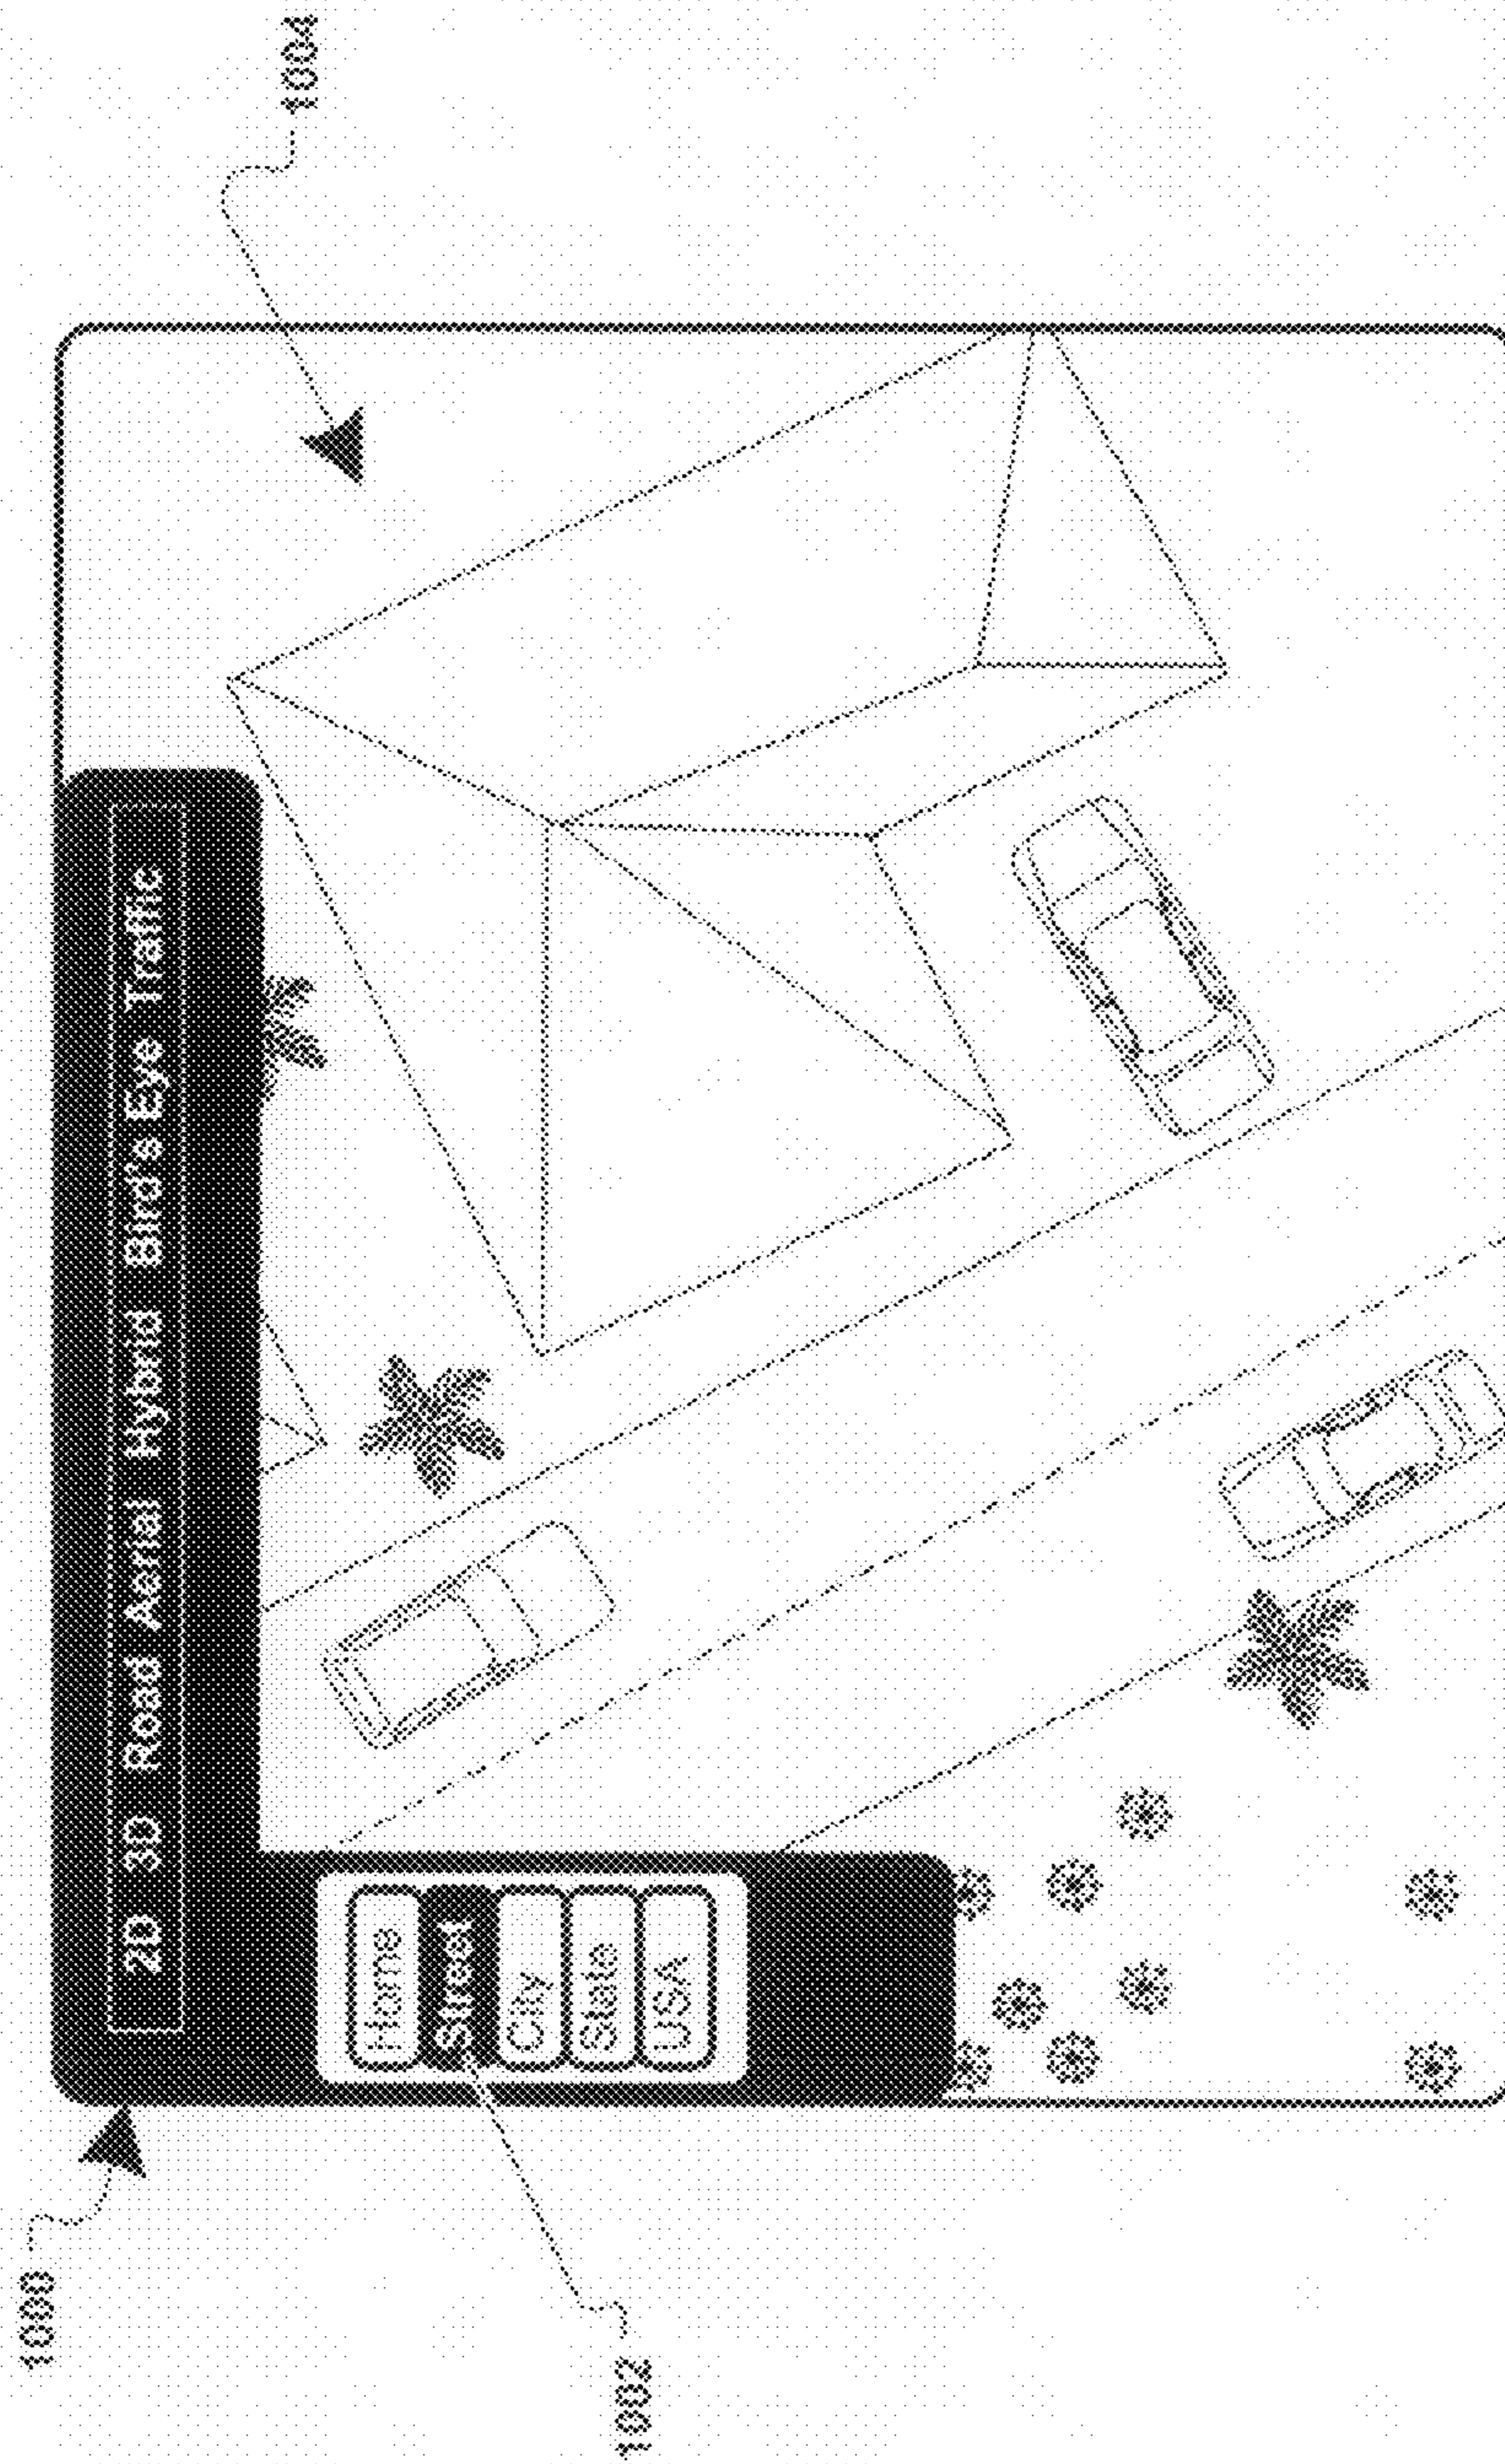 1000
2D 3D Road Aerial Hybrid Bird's Eye Traffic
1004
Home
Street
City
State
USA
1002